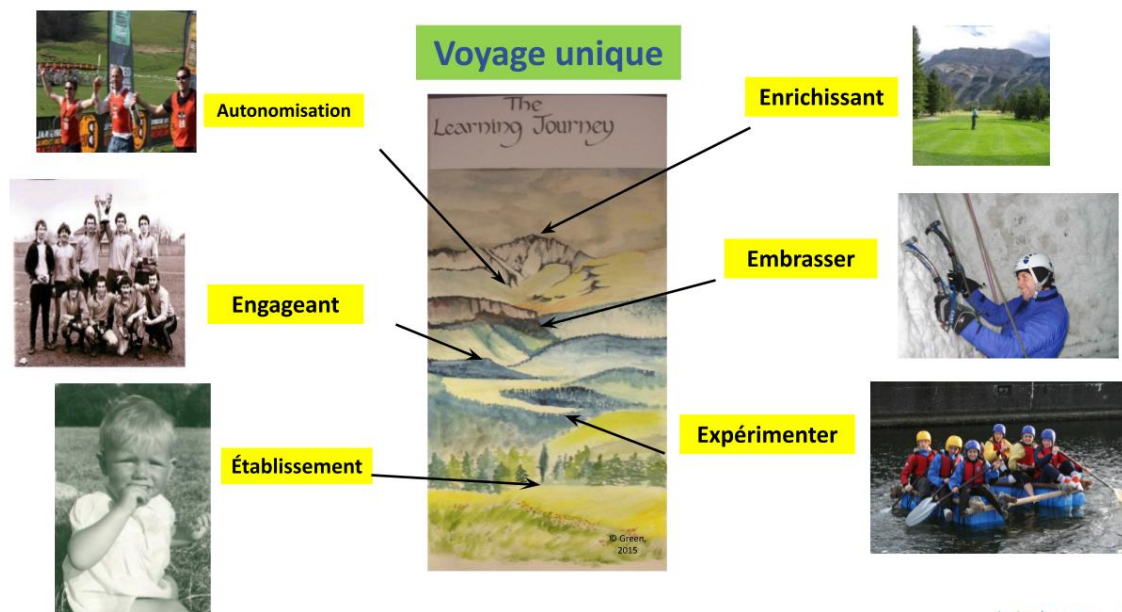 Voyage unique
Autonomisation
Enrichissant
The
Learning Journey
Engageant
Embrasser
Établissement
Expérimenter
© Green,
2015